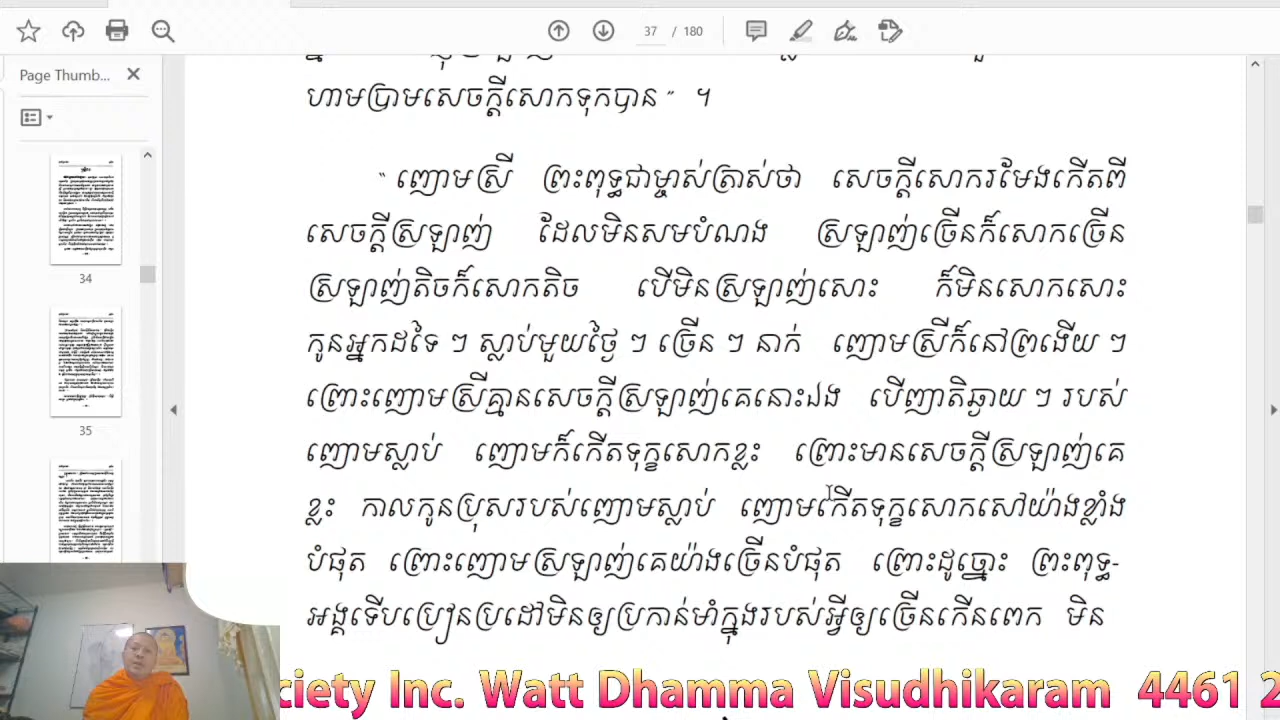 37 / 180
Page Thumb...
ហាមប្រាមសេចក្ដីសោកទុកបាន ” ។
“ ញោមស្រី ព្រះពុទ្ធជាម្ចាស់ត្រាស់ថា សេចក្ដីសោករមែងកើតពី
សេចក្ដីស្រឡាញ់ ដែលមិនសមបំណង ស្រឡាញ់ច្រើនក៏សោកច្រើន
ស្រឡាញ់តិចក៏សោកតិច បើមិនស្រឡាញ់សោះ ក៏មិនសោកសោះ
កូនអ្នកដទៃ ៗ ស្លាប់មួយថ្ងៃ ៗ ច្រើន ៗ នាក់ ញោមស្រីក៏នៅព្រងើយ ៗ
ព្រោះញោមស្រីគ្មានសេចក្ដីស្រឡាញ់គេនោះឯង បើញាតិឆ្ងាយ ៗ របស់
ញោមស្លាប់ ញោមក៏កើតទុក្ខសោកខ្លះ ព្រោះមានសេចក្ដីស្រឡាញ់គេ
ខ្លះ កាលកូនប្រុសរបស់ញោមស្លាប់ ញោមកើតទុក្ខសោកសៅយ៉ាងខ្លាំង
បំផុត ព្រោះញោមស្រឡាញ់គេយ៉ាងច្រើនបំផុត ព្រោះដូច្នោះ ព្រះពុទ្ធ-
អង្គទើបប្រៀនប្រដៅមិនឲ្យប្រកាន់មាំក្នុងរបស់អ្វីឲ្យច្រើនកើនពេក មិន
34
35
ciety Inc. Watt Dhamma Visudhikaram 4461 2